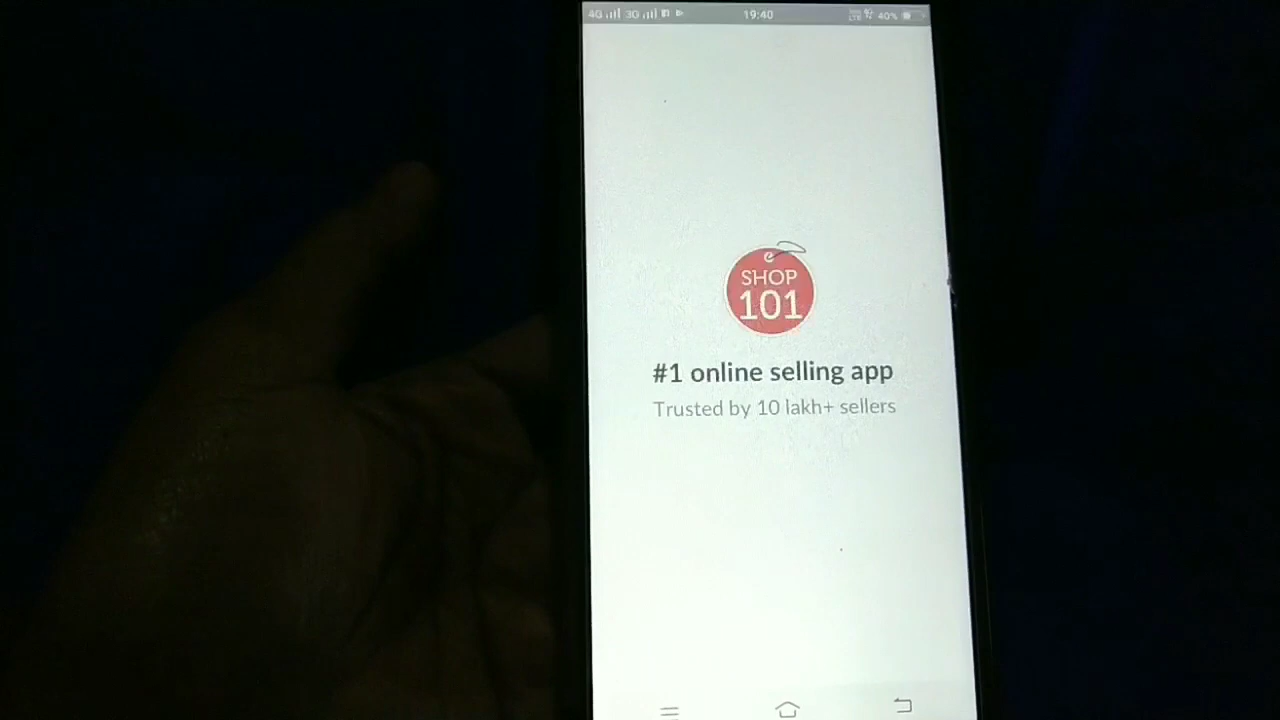 4G 3G 19:40 40%
SHOP
101
#1 online selling app
Trusted by 10 lakh+ sellers